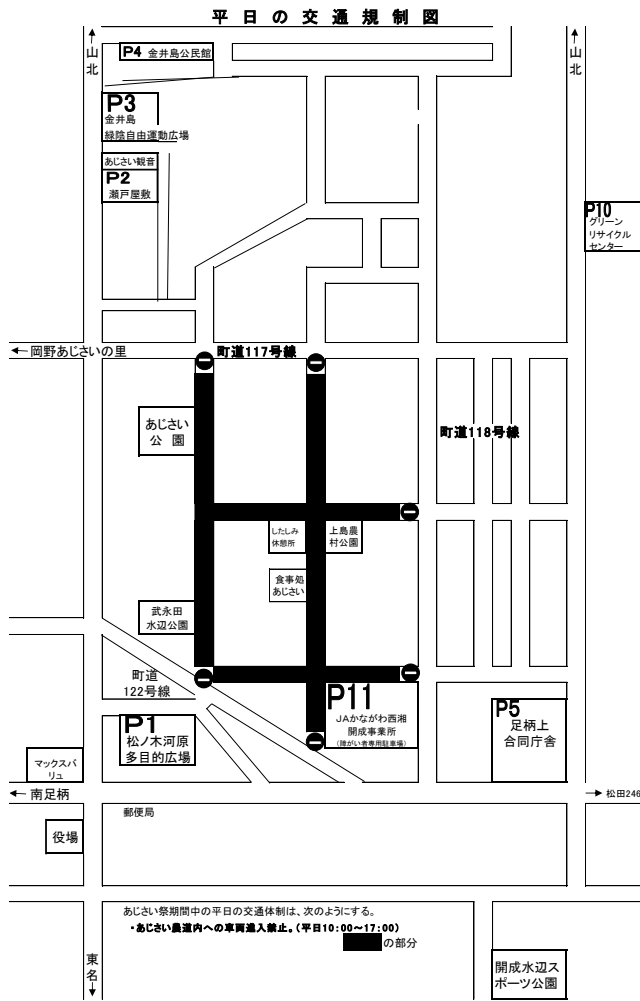 平日の交通規制図
↑
山
北
P4 金井島公民館
↑
山
北
P3
金井島
緑陰自由運動広場
あじさい観音
P2
瀬戸屋敷
P10
グリーン
リサイクル
センター
←岡野あじさいの里
町道117号線
あじさい
公 園
町道118号線
したしみ
休憩所
上島農
村公園
食事処
あじさい
武永田
水辺公園
町道
122号線
P11
JAかながわ西湘
開成事業所
(障がい者専用駐車場)
P1
松ノ木河原
多目的広場
P5
足柄上
合同庁舎
マックスバ
リュ
←南足柄
→松田246
郵便局
役場
あじさい祭期間中の平日の交通体制は、次のようにする。
・あじさい農道内への車両進入禁止。(平日10:00~17:00)
の部分
東
名
↓
開成水辺ス
ポーツ公園